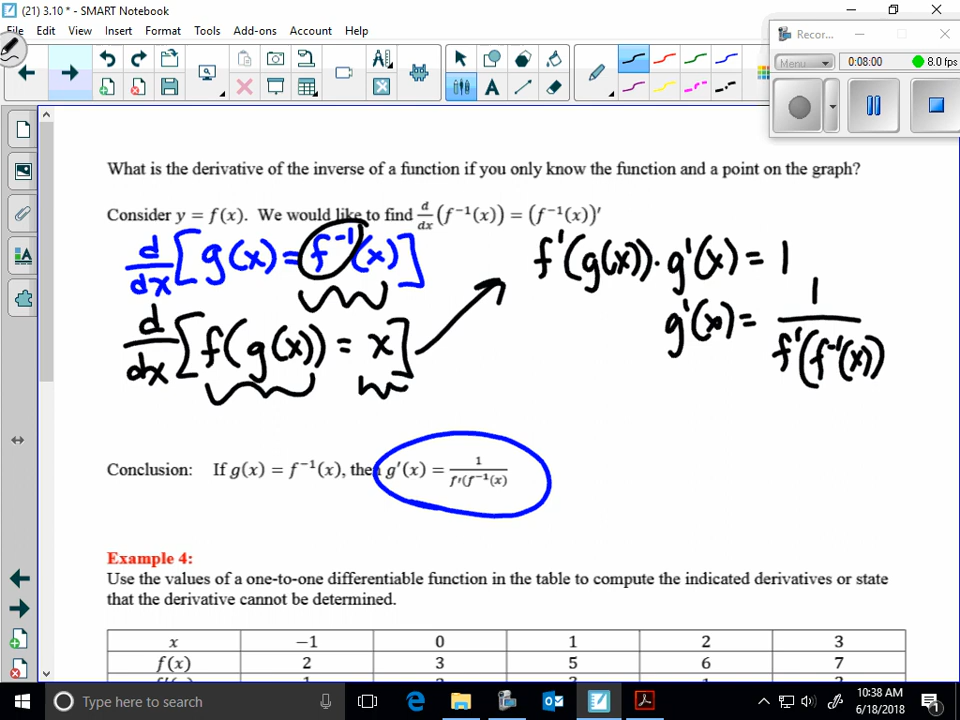 (21) 3.10 * - SMART Notebook
File Edit View Insert Format Tools Add-ons Account Help
Recor...
Menu 0:08:00 8.0 fps
What is the derivative of the inverse of a function if you only know the function and a point on the graph?
Consider y = f(x). We would like to find d/dx (f⁻¹(x)) = (f⁻¹(x))′
d/dx [g(x) = f⁻¹(x)]
f'(g(x)) · g'(x) = 1
d/dx [f(g(x)) = x]
g'(x) = 1 / f'(f⁻¹(x))
Conclusion: If g(x) = f⁻¹(x), then g′(x) = 1 / f′(f⁻¹(x)
Example 4:
Use the values of a one-to-one differentiable function in the table to compute the indicated derivatives or state
that the derivative cannot be determined.
x −1 0 1 2 3
f(x) 2 3 5 6 7
Type here to search
10:38 AM
6/18/2018
1